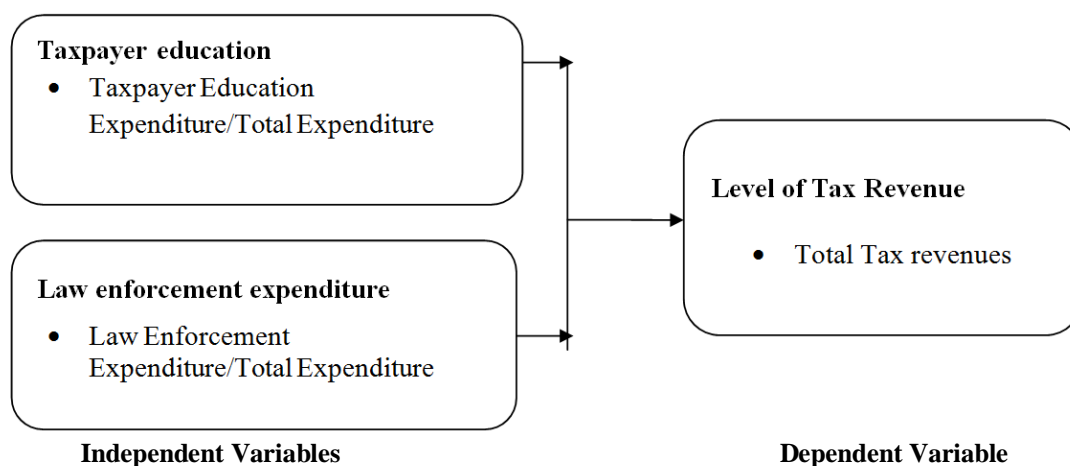 Taxpayer education
• Taxpayer Education
Expenditure/Total Expenditure
Law enforcement expenditure
• Law Enforcement
Expenditure/Total Expenditure
Independent Variables
Level of Tax Revenue
• Total Tax revenues
Dependent Variable